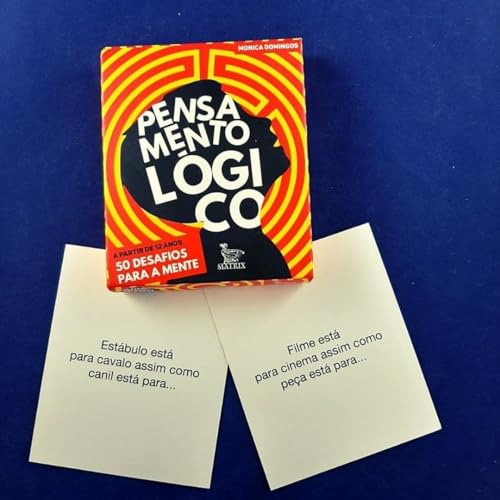 MONICA DOMINGOS
PENSA
MENTO
LÓGI
CO
A PARTIR DE 12 ANOS
50 DESAFIOS
PARA A MENTE
MATRIX
Estábulo está
para cavalo assim como
canil está para...
Filme está
para cinema assim como
peça está para...